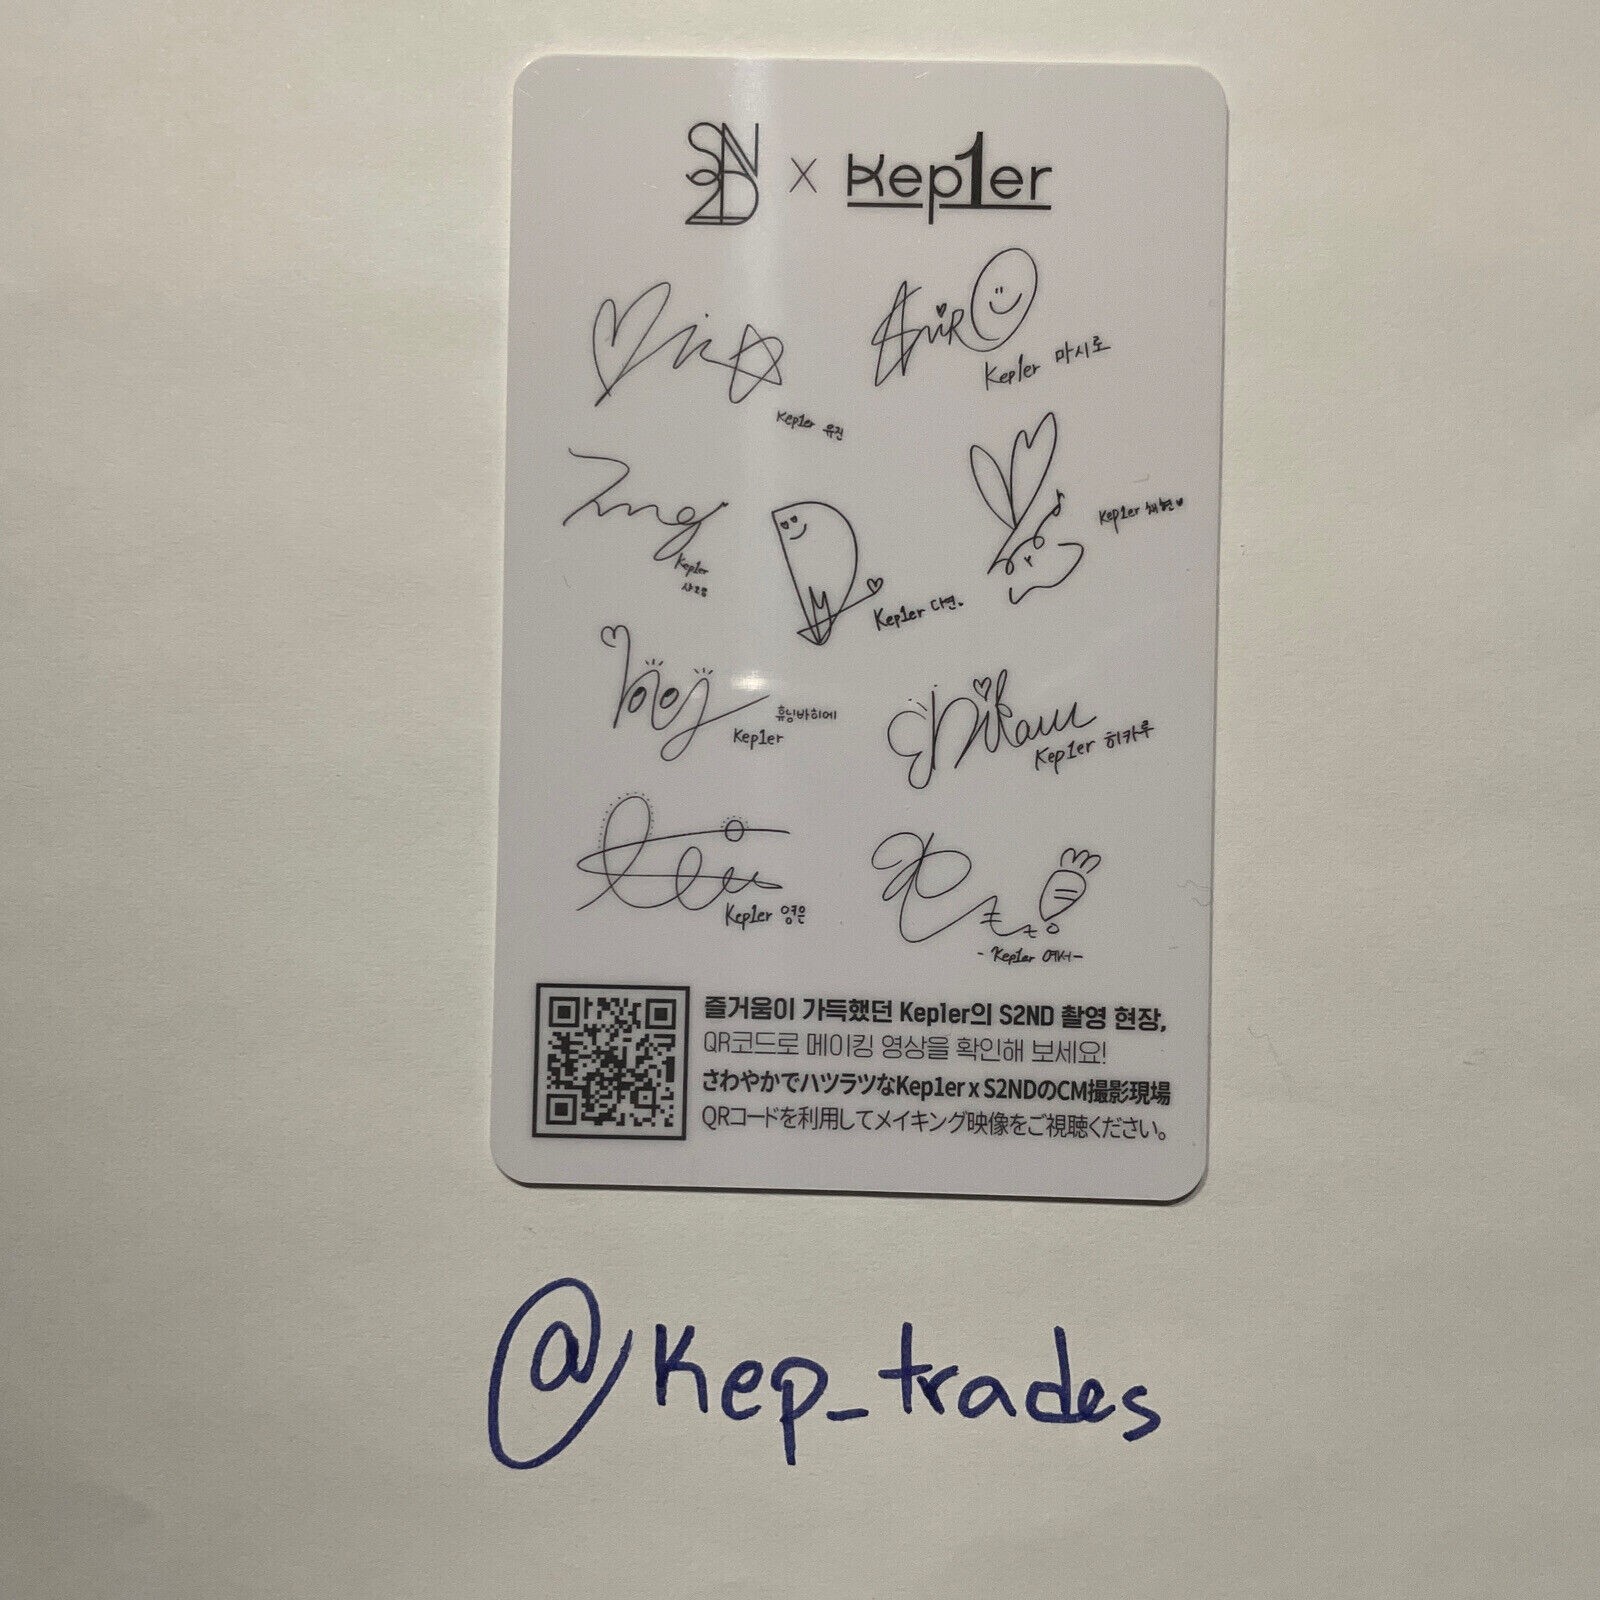 S2ND x Kep1er
Kep1er 마시로
Kep1er 유진
Kep1er 채현♥
Kep1er
샤오팅
Kep1er 다연.
휴닝바히에
Kep1er
Hikaru
Kep1er 히카루
Kep1er 영은
- Kep1er 예서 -
즐거움이 가득했던 Kep1er의 S2ND 촬영 현장,
QR코드로 메이킹 영상을 확인해 보세요!
さわやかでハツラツなKep1er x S2NDのCM撮影現場
QRコードを利用してメイキング映像をご視聴ください。
@Kep_trades